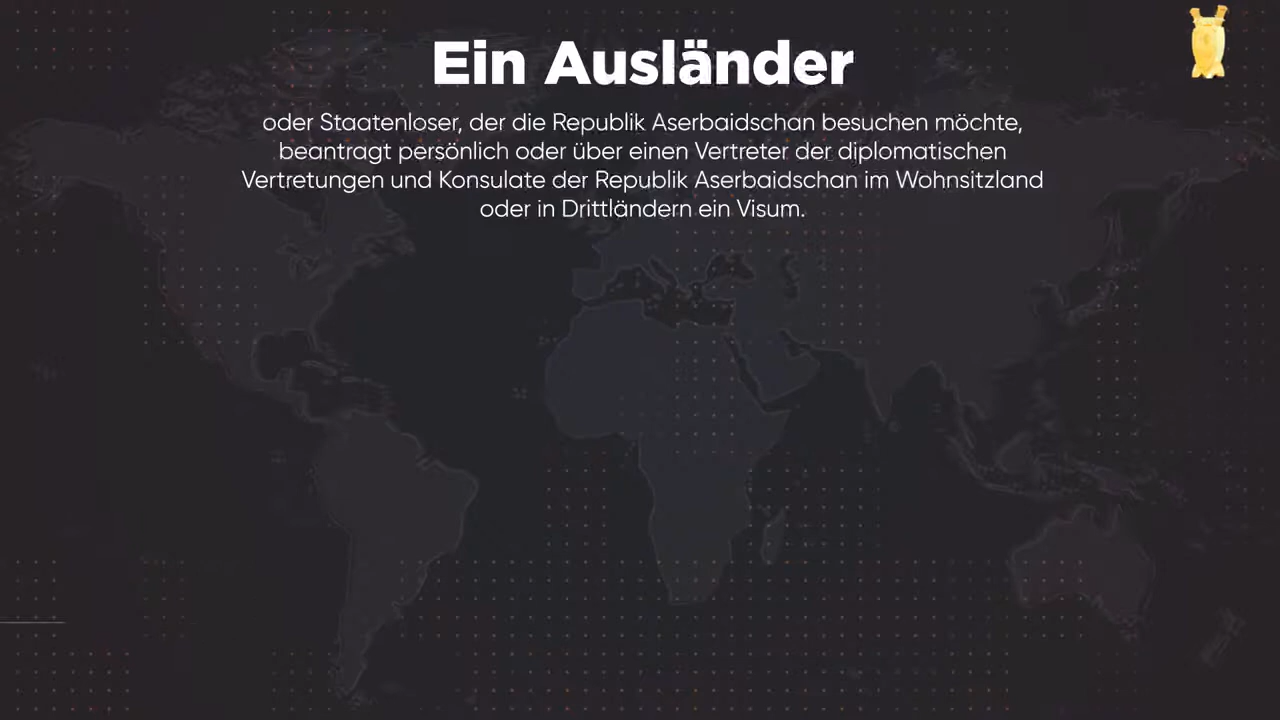 Ein Ausländer
oder Staatenloser, der die Republik Aserbaidschan besuchen möchte,
beantragt persönlich oder über einen Vertreter der diplomatischen
Vertretungen und Konsulate der Republik Aserbaidschan im Wohnsitzland
oder in Drittländern ein Visum.